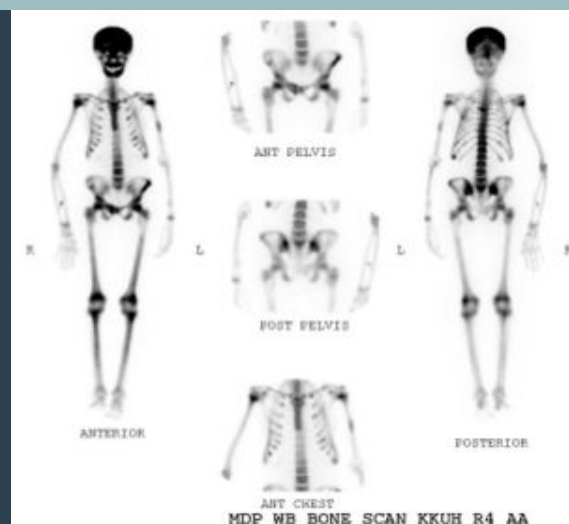 ANT PELVIS
R
L
L
R
POST PELVIS
ANTERIOR
POSTERIOR
ANT CHEST
MDP WB BONE SCAN KKUH R4 AA